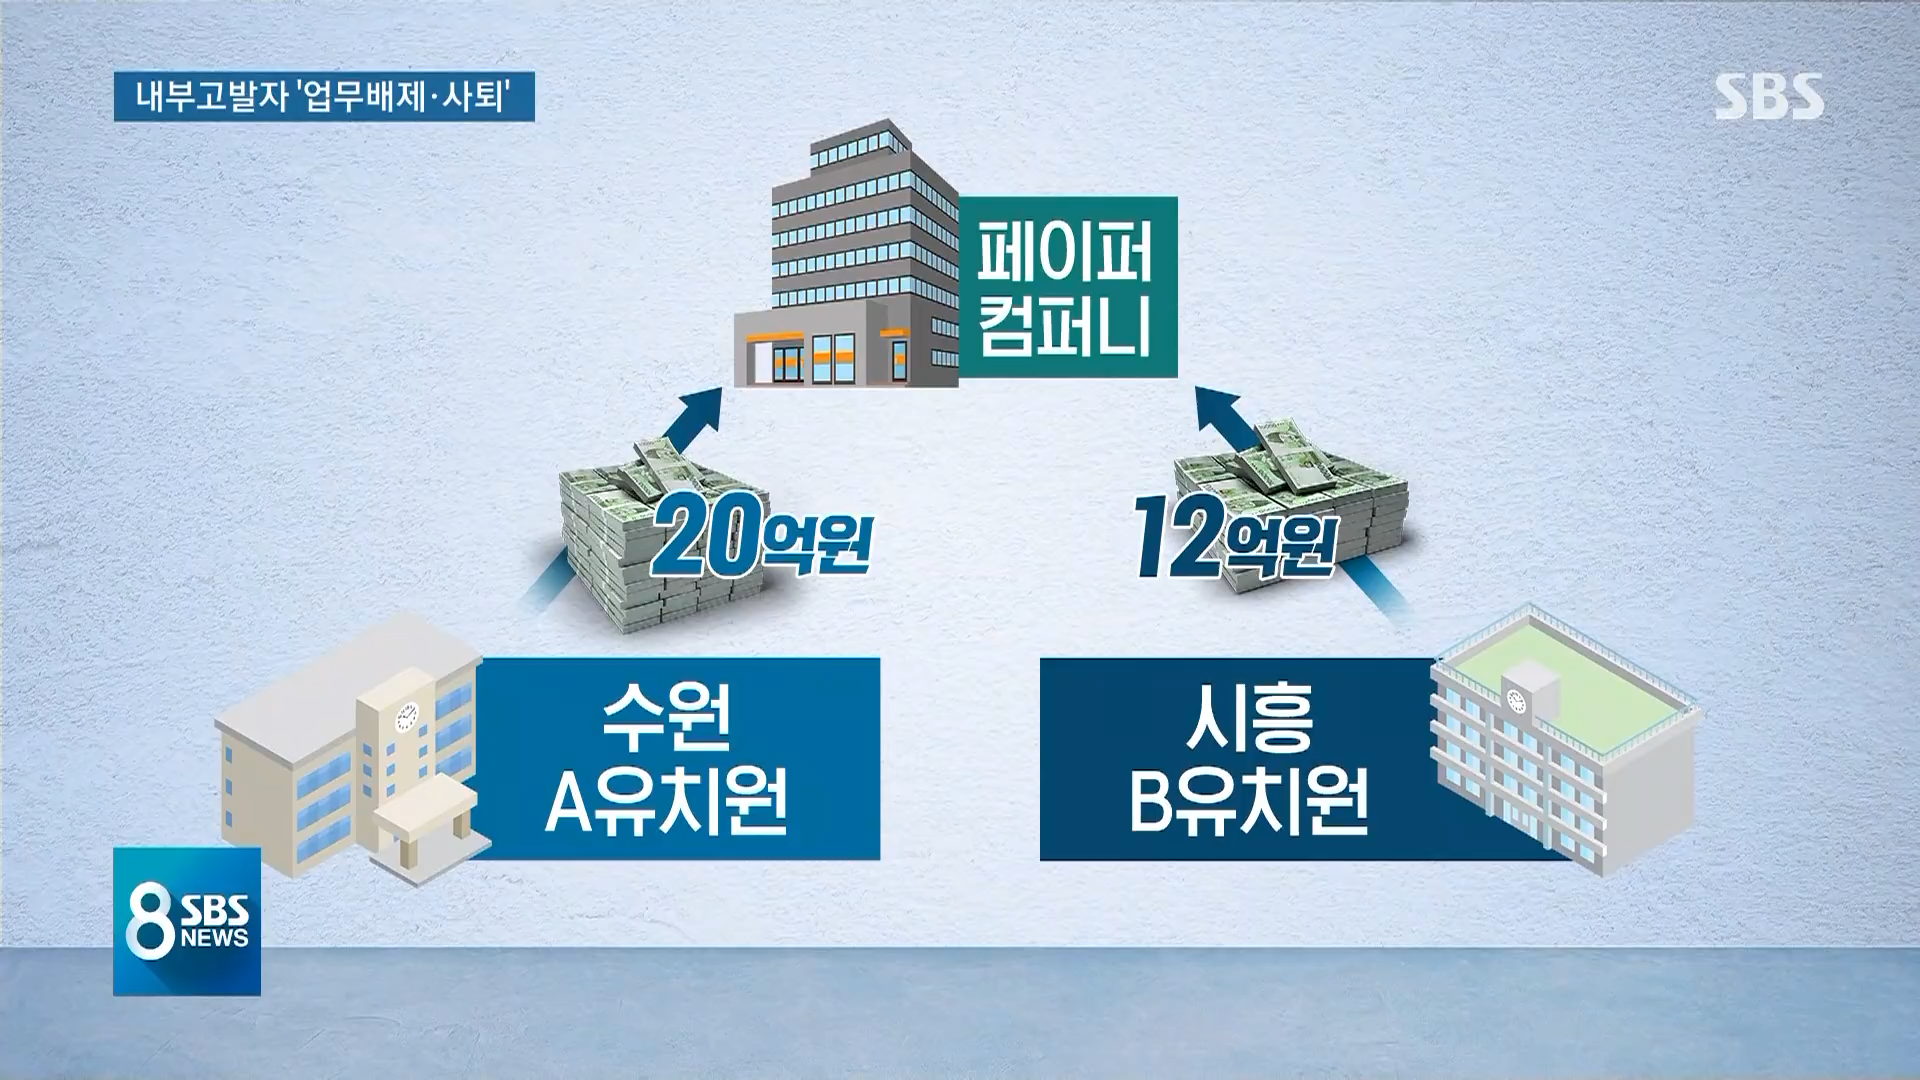 내부고발자 '업무배제·사퇴'
SBS
페이퍼
컴퍼니
20억원
12억원
수원
A유치원
시흥
B유치원
8 SBS
NEWS